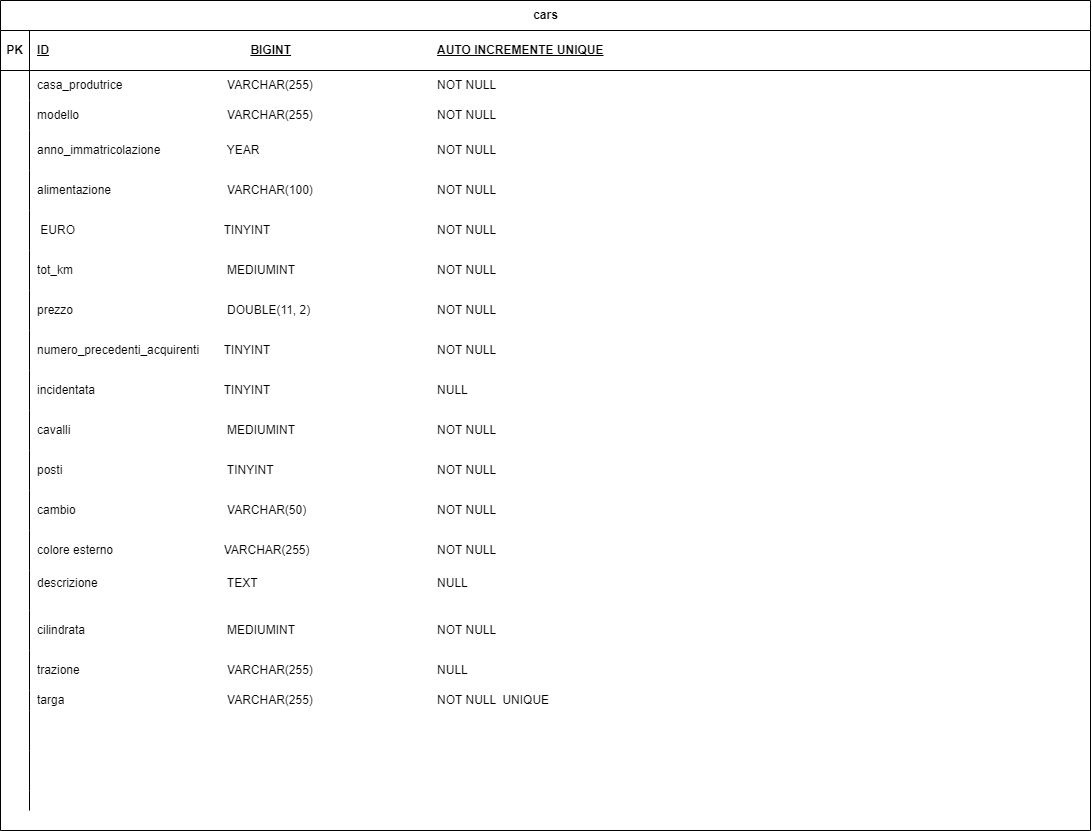 cars
PK ID BIGINT AUTO INCREMENTE UNIQUE
casa_produtrice VARCHAR(255) NOT NULL
modello VARCHAR(255) NOT NULL
anno_immatricolazione YEAR NOT NULL
alimentazione VARCHAR(100) NOT NULL
EURO TINYINT NOT NULL
tot_km MEDIUMINT NOT NULL
prezzo DOUBLE(11, 2) NOT NULL
numero_precedenti_acquirenti TINYINT NOT NULL
incidentata TINYINT NULL
cavalli MEDIUMINT NOT NULL
posti TINYINT NOT NULL
cambio VARCHAR(50) NOT NULL
colore esterno VARCHAR(255) NOT NULL
descrizione TEXT NULL
cilindrata MEDIUMINT NOT NULL
trazione VARCHAR(255) NULL
targa VARCHAR(255) NOT NULL UNIQUE